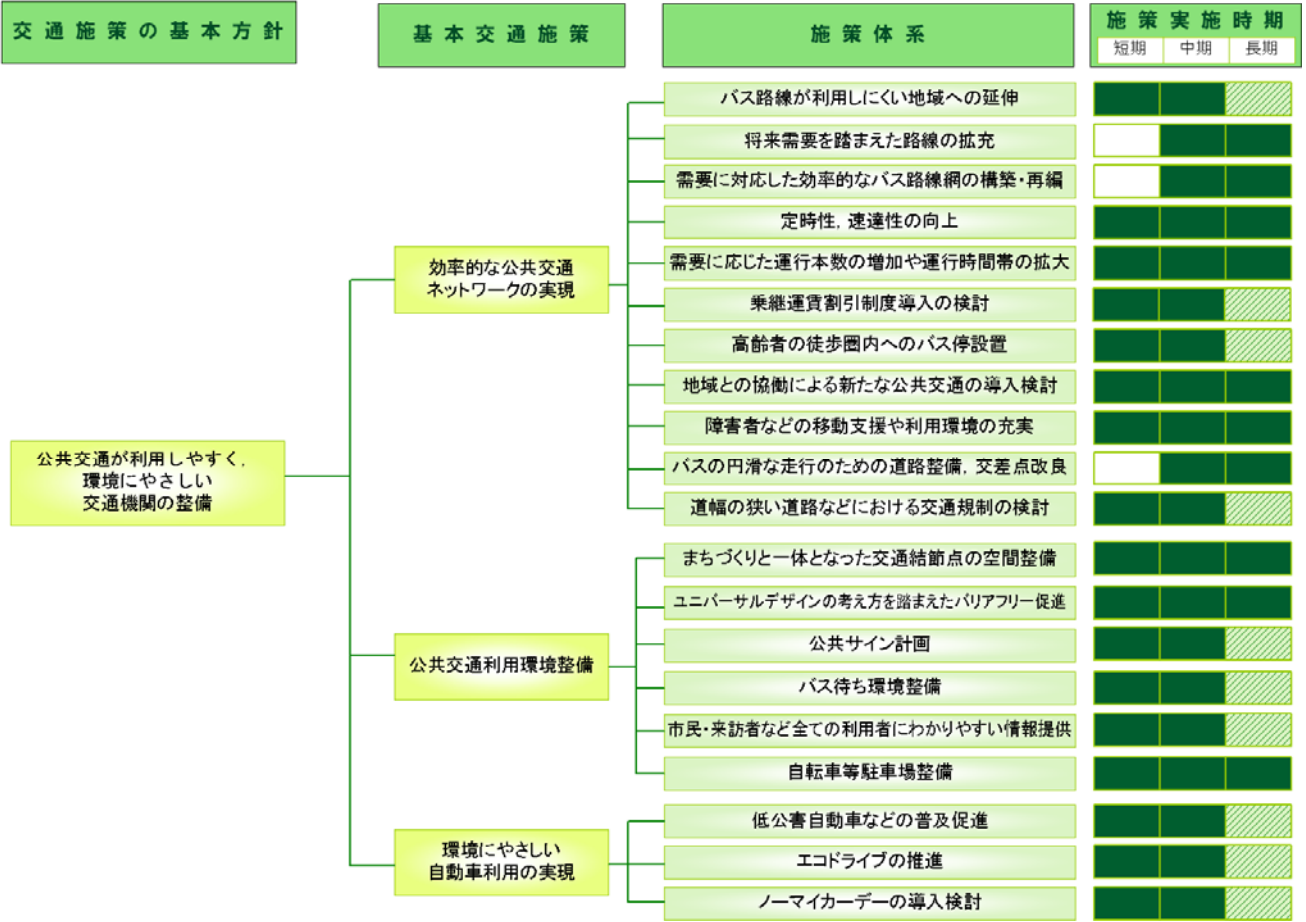 交通施策の基本方針
基本交通施策
施策体系
施策実施時期
短期
中期
長期
公共交通が利用しやすく，
環境にやさしい
交通機関の整備
効率的な公共交通
ネットワークの実現
バス路線が利用しにくい地域への延伸
将来需要を踏まえた路線の拡充
需要に対応した効率的なバス路線網の構築・再編
定時性，速達性の向上
需要に応じた運行本数の増加や運行時間帯の拡大
乗継運賃割引制度導入の検討
高齢者の徒歩圏内へのバス停設置
地域との協働による新たな公共交通の導入検討
障害者などの移動支援や利用環境の充実
バスの円滑な走行のための道路整備，交差点改良
道幅の狭い道路などにおける交通規制の検討
公共交通利用環境整備
まちづくりと一体となった交通結節点の空間整備
ユニバーサルデザインの考え方を踏まえたバリアフリー促進
公共サイン計画
バス待ち環境整備
市民・来訪者など全ての利用者にわかりやすい情報提供
自転車等駐車場整備
環境にやさしい
自動車利用の実現
低公害自動車などの普及促進
エコドライブの推進
ノーマイカーデーの導入検討